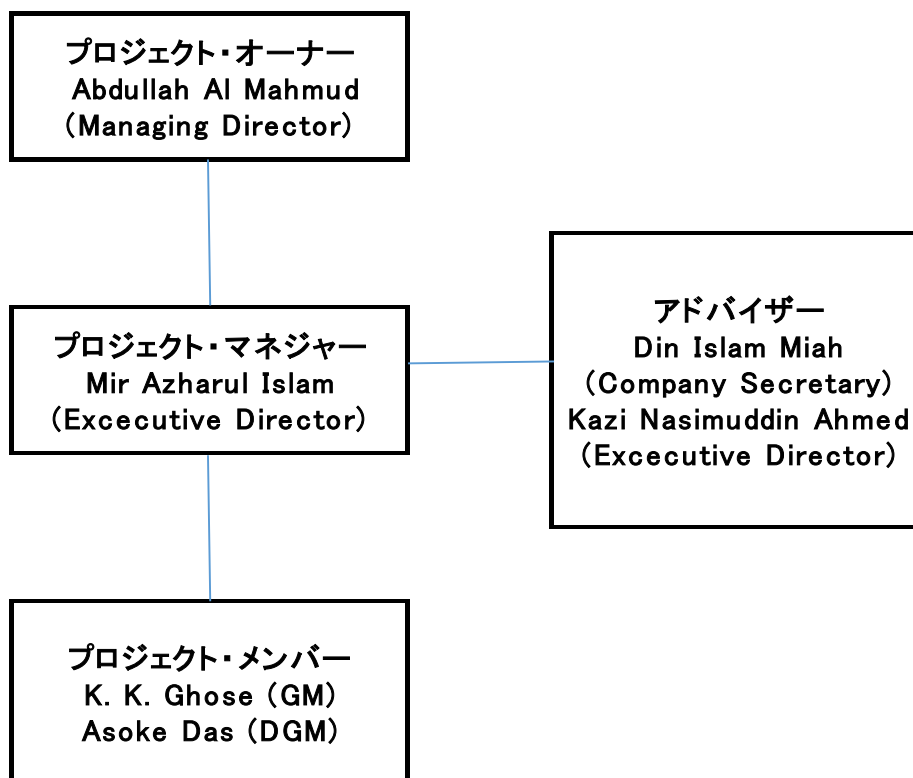 プロジェクト・オーナー
Abdullah Al Mahmud
(Managing Director)
プロジェクト・マネジャー
Mir Azharul Islam
(Excecutive Director)
アドバイザー
Din Islam Miah
(Company Secretary)
Kazi Nasimuddin Ahmed
(Excecutive Director)
プロジェクト・メンバー
K. K. Ghose (GM)
Asoke Das (DGM)